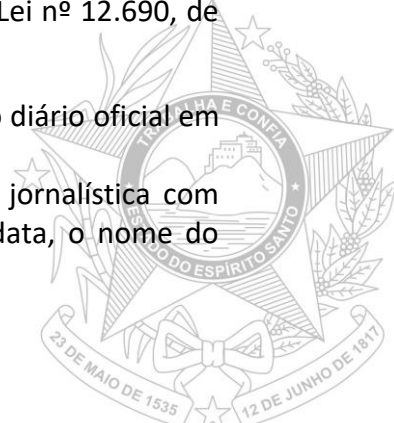 Lei nº 12.690, de
diário oficial em
jornalística com
data, o nome do
TRABALHA E CONFIA
ESTADO DO ESPÍRITO SANTO
23 DE MAIO DE 1535
12 DE JUNHO DE 1817